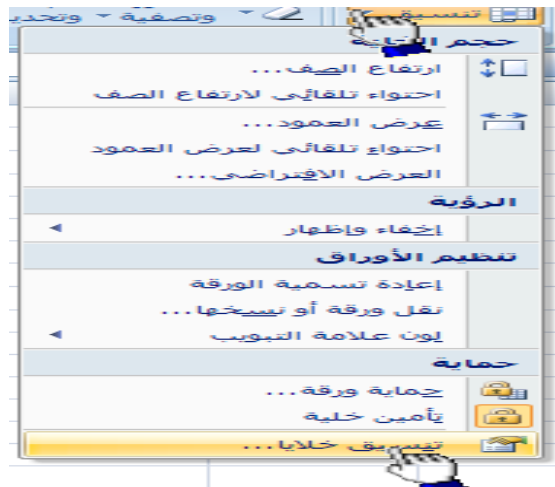 تنسيق وتصفية وتحديد
حجم الخلية
ارتفاع الصف...
احتواء تلقائي لارتفاع الصف
عرض العمود...
احتواء تلقائي لعرض العمود
العرض الافتراضي...
الرؤية
إخفاء وإظهار
تنظيم الأوراق
إعادة تسمية الورقة
نقل ورقة أو نسخها...
لون علامة التبويب
حماية
حماية ورقة...
تأمين خلية
تنسيق خلايا...